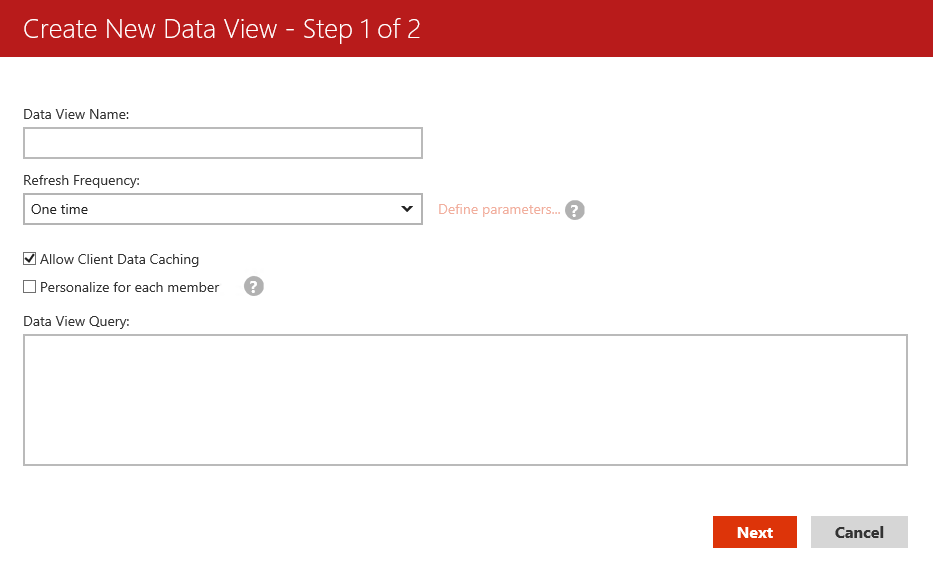 Create New Data View - Step 1 of 2
Data View Name:
Refresh Frequency:
One time
Define parameters... ?
Allow Client Data Caching
Personalize for each member ?
Data View Query:
Next Cancel